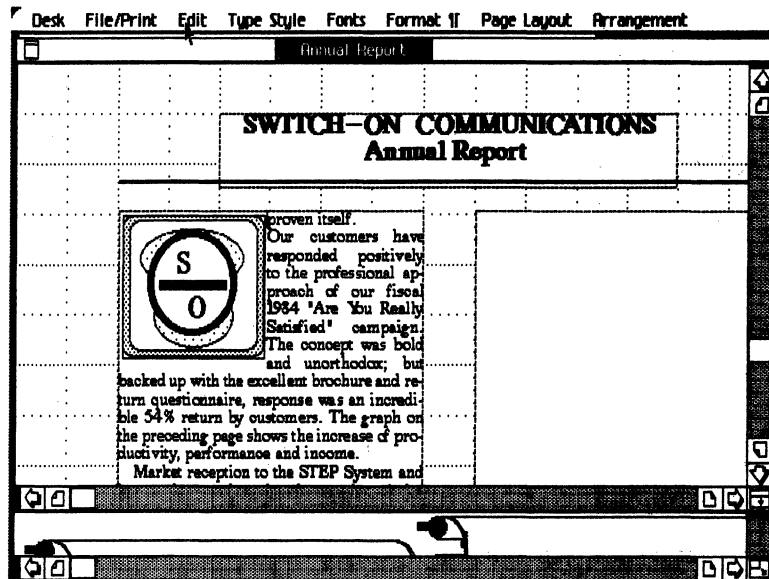 Desk File/Print Edit Type Style Fonts Format ¶ Page Layout Arrangement
Annual Report
SWITCH-ON COMMUNICATIONS
Annual Report
S
O
proven itself.
Our customers have
responded positively
to the professional ap-
proach of our fiscal
1984 "Are You Really
Satisfied" campaign.
The concept was bold
and unorthodox; but
backed up with the excellent brochure and re-
turn questionnaire, response was an incredi-
ble 54% return by customers. The graph on
the preceding page shows the increase of pro-
ductivity, performance and income.
Market reception to the STEP System and